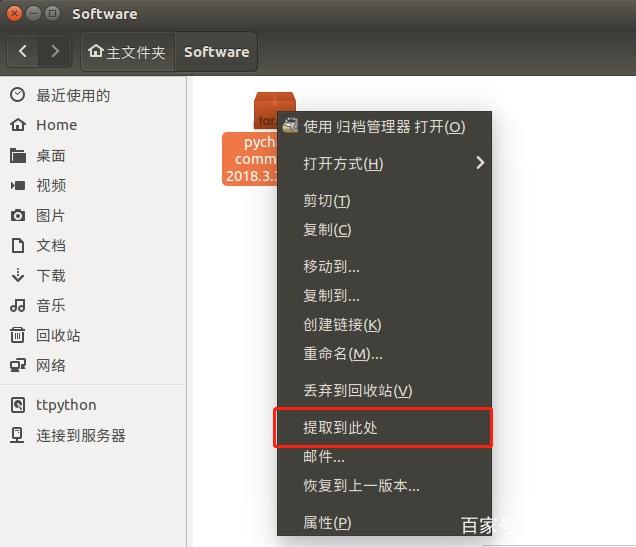 Software
主文件夹
Software
最近使用的
Home
桌面
视频
图片
文档
下载
音乐
回收站
网络
ttpython
连接到服务器
tar.
pych
comm
2018.3.
使用 归档管理器 打开(O)
打开方式(H)
剪切(T)
复制(C)
移动到...
复制到...
创建链接(K)
重命名(M)...
丢弃到回收站(V)
提取到此处
邮件...
恢复到上一版本...
属性(P)
百家号